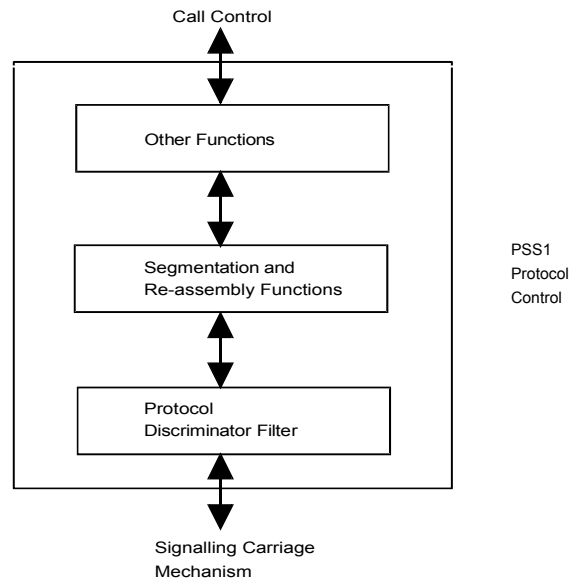 Call Control
Other Functions
Segmentation and
Re-assembly Functions
PSS1
Protocol
Control
Protocol
Discriminator Filter
Signalling Carriage
Mechanism